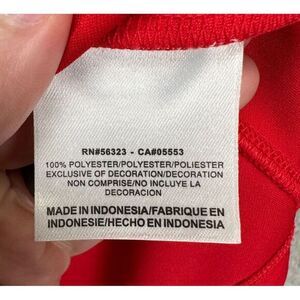 RN#56323 - CA#05553
100% POLYESTER/POLYESTER/POLIESTER
EXCLUSIVE OF DECORATION/DECORATION
NON COMPRISE/NO INCLUYE LA
DECORACIÓN
MADE IN INDONESIA/FABRIQUE EN
INDONESIE/HECHO EN INDONESIA